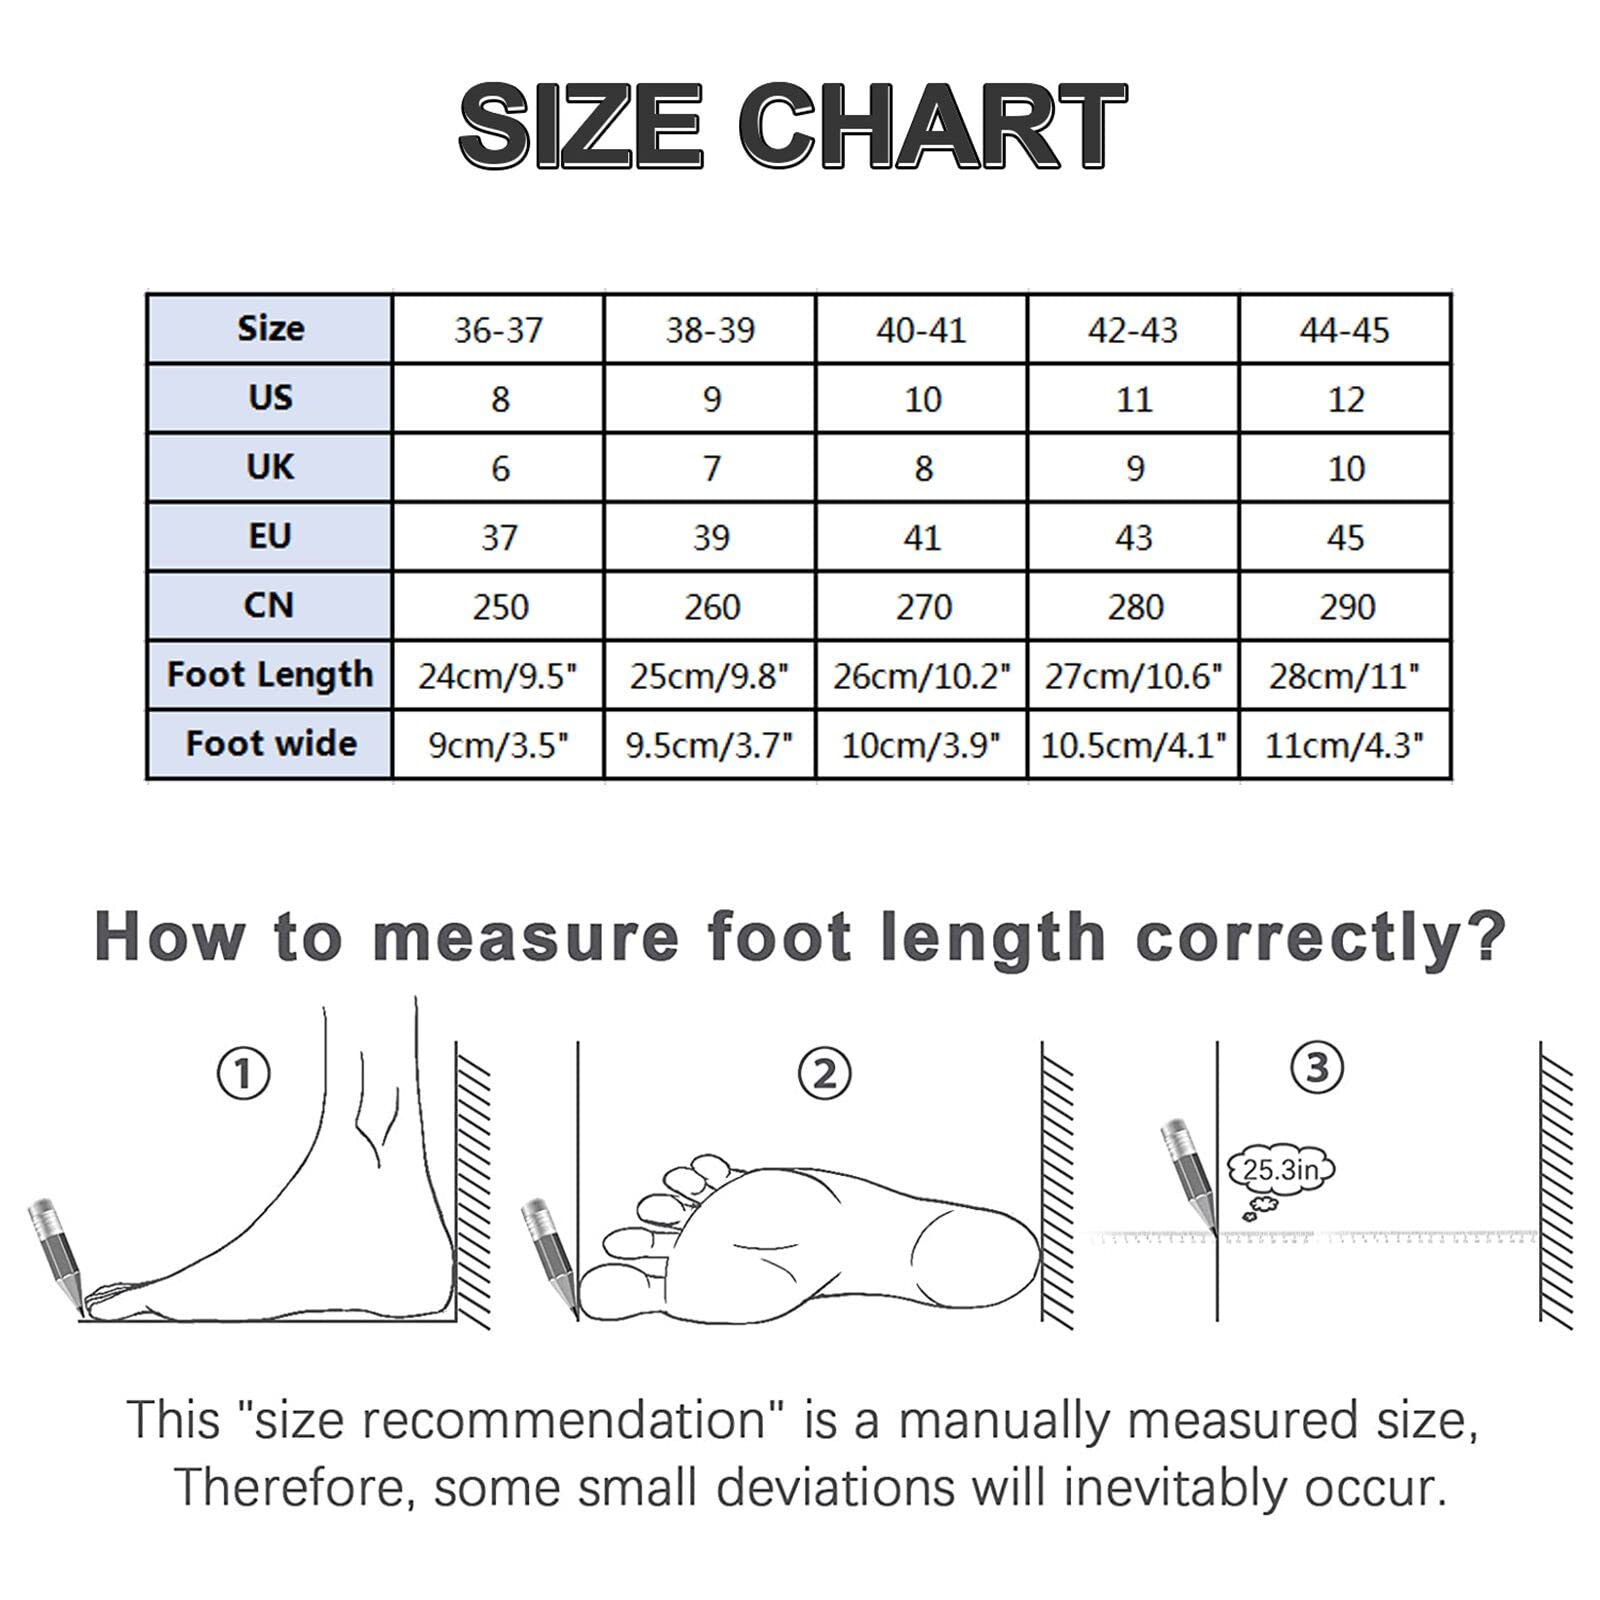 SIZE CHART
Size 36-37 38-39 40-41 42-43 44-45
US 8 9 10 11 12
UK 6 7 8 9 10
EU 37 39 41 43 45
CN 250 260 270 280 290
Foot Length 24cm/9.5" 25cm/9.8" 26cm/10.2" 27cm/10.6" 28cm/11"
Foot wide 9cm/3.5" 9.5cm/3.7" 10cm/3.9" 10.5cm/4.1" 11cm/4.3"
How to measure foot length correctly?
1 2 3
25.3in
This "size recommendation" is a manually measured size,
Therefore, some small deviations will inevitably occur.